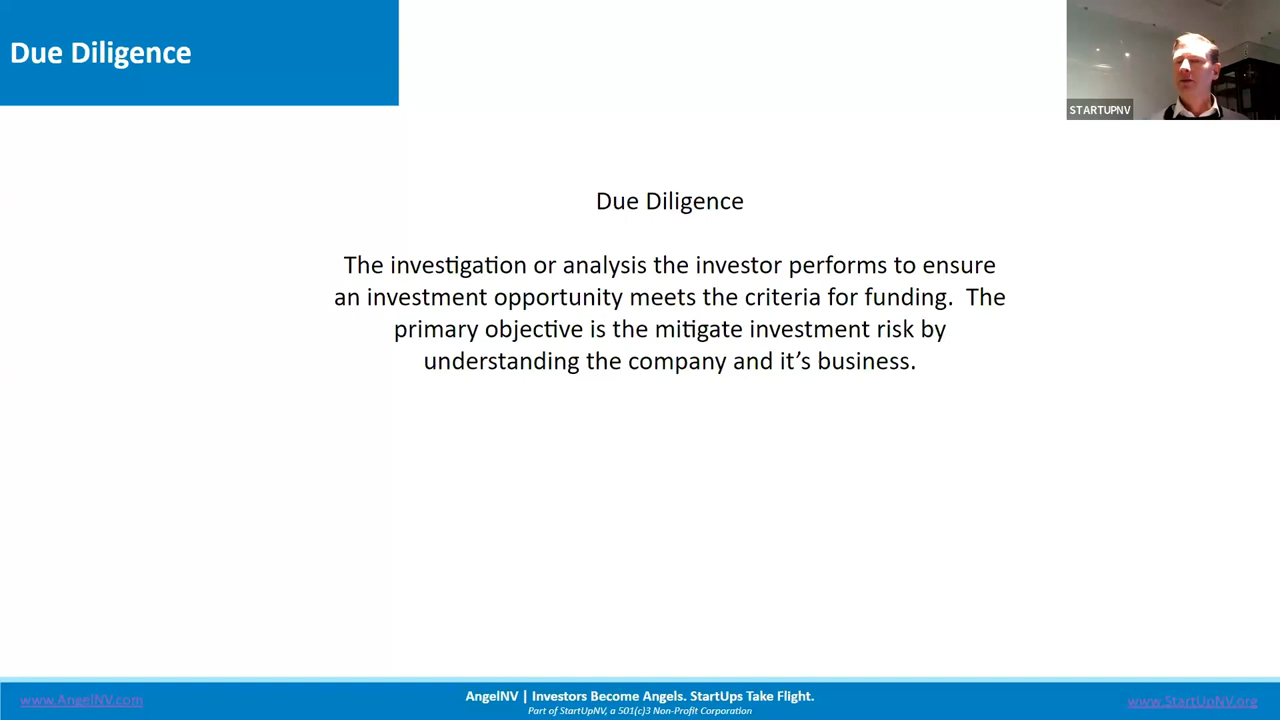 Due Diligence
STARTUPNV
Due Diligence
The investigation or analysis the investor performs to ensure
an investment opportunity meets the criteria for funding.  The
primary objective is the mitigate investment risk by
understanding the company and it’s business.
www.AngelNV.com
AngelNV | Investors Become Angels. StartUps Take Flight.
Part of StartUpNV, a 501(c)3 Non-Profit Corporation
www.StartUpNV.org